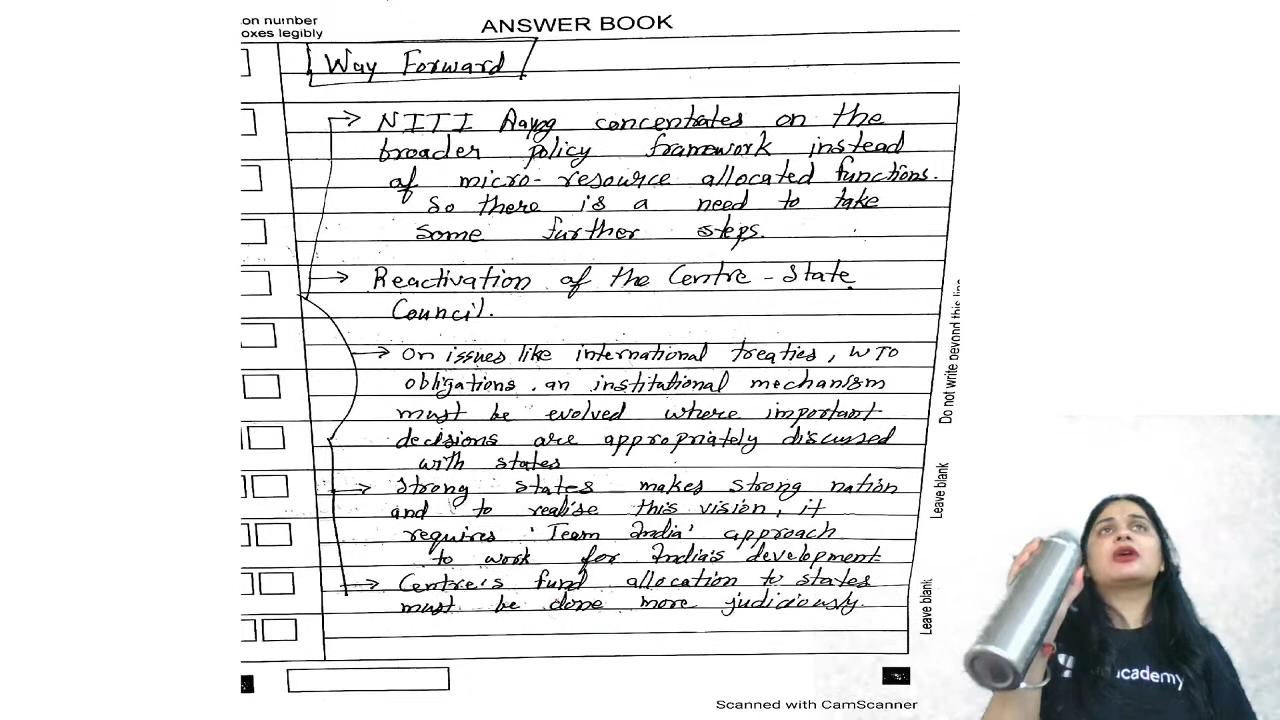 on number
oxes legibly
ANSWER BOOK
Way Forward
→ NITI Aayog concentrates on the
broader policy framework instead
of micro-resource allocated functions.
So there is a need to take
some further steps.
→ Reactivation of the Centre-State
Council.
→ On issues like international treaties, WTO
obligations. an institutional mechanism
must be evolved where important
decisions are appropriately discussed
with states
→ Strong states makes strong nation
and to realise this vision, it
requires 'Team India' approach
to work for India's development.
→ Centre's fund allocation to states
must be done more judiciously.
Do not write beyond this line
Leave blank
Leave blank
academy
Scanned with CamScanner